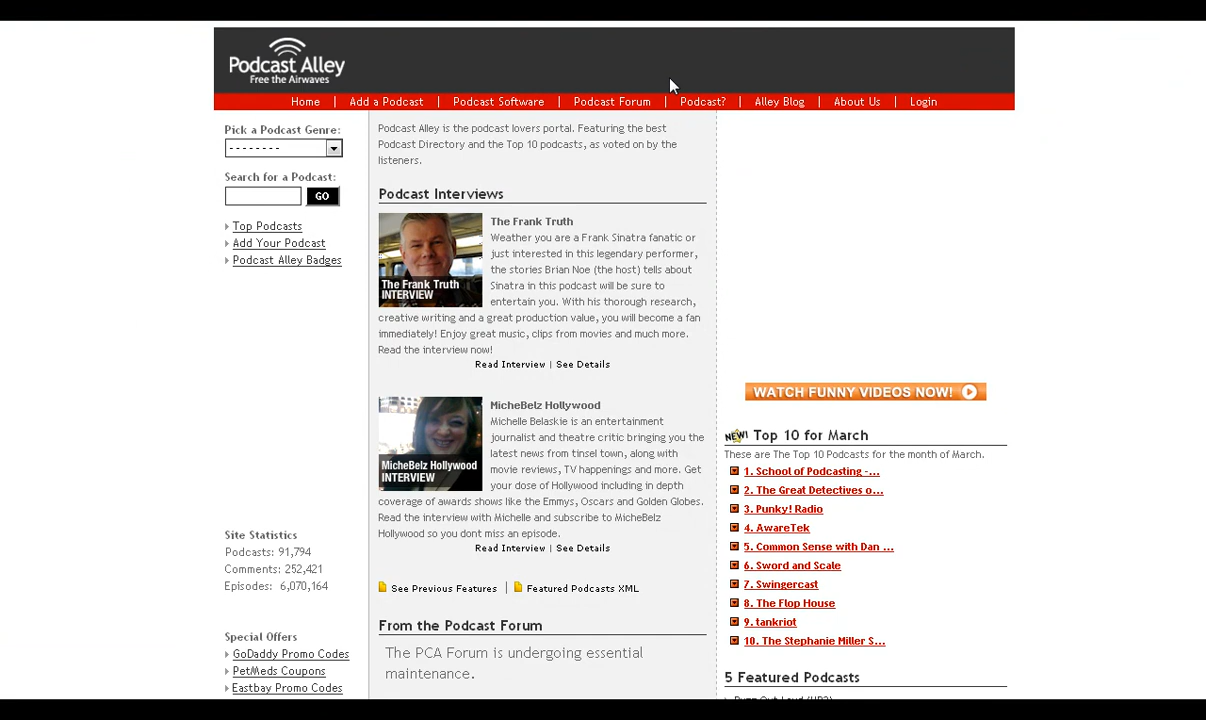 Podcast Alley
Free the Airwaves
Home | Add a Podcast | Podcast Software | Podcast Forum | Podcast? | Alley Blog | About Us | Login
Pick a Podcast Genre:
--------
Search for a Podcast:
GO
Top Podcasts
Add Your Podcast
Podcast Alley Badges
Site Statistics
Podcasts: 91,794
Comments: 252,421
Episodes: 6,070,164
Special Offers
GoDaddy Promo Codes
PetMeds Coupons
Eastbay Promo Codes
Podcast Alley is the podcast lovers portal. Featuring the best
Podcast Directory and the Top 10 podcasts, as voted on by the
listeners.
Podcast Interviews
The Frank Truth
INTERVIEW
The Frank Truth
Weather you are a Frank Sinatra fanatic or
just interested in this legendary performer,
the stories Brian Noe (the host) tells about
Sinatra in this podcast will be sure to
entertain you. With his thorough research,
creative writing and a great production value, you will become a fan
immediately! Enjoy great music, clips from movies and much more.
Read the interview now!
Read Interview | See Details
MicheBelz Hollywood
INTERVIEW
MicheBelz Hollywood
Michelle Belaskie is an entertainment
journalist and theatre critic bringing you the
latest news from tinsel town, along with
movie reviews, TV happenings and more. Get
your dose of Hollywood including in depth
coverage of awards shows like the Emmys, Oscars and Golden Globes.
Read the interview with Michelle and subscribe to MicheBelz
Hollywood so you dont miss an episode.
Read Interview | See Details
See Previous Features | Featured Podcasts XML
From the Podcast Forum
The PCA Forum is undergoing essential
maintenance.
WATCH FUNNY VIDEOS NOW!
NEW! Top 10 for March
These are The Top 10 Podcasts for the month of March.
1. School of Podcasting -...
2. The Great Detectives o...
3. Punky! Radio
4. AwareTek
5. Common Sense with Dan ...
6. Sword and Scale
7. Swingercast
8. The Flop House
9. tankriot
10. The Stephanie Miller S...
5 Featured Podcasts
Buzz Out Loud (MP3)